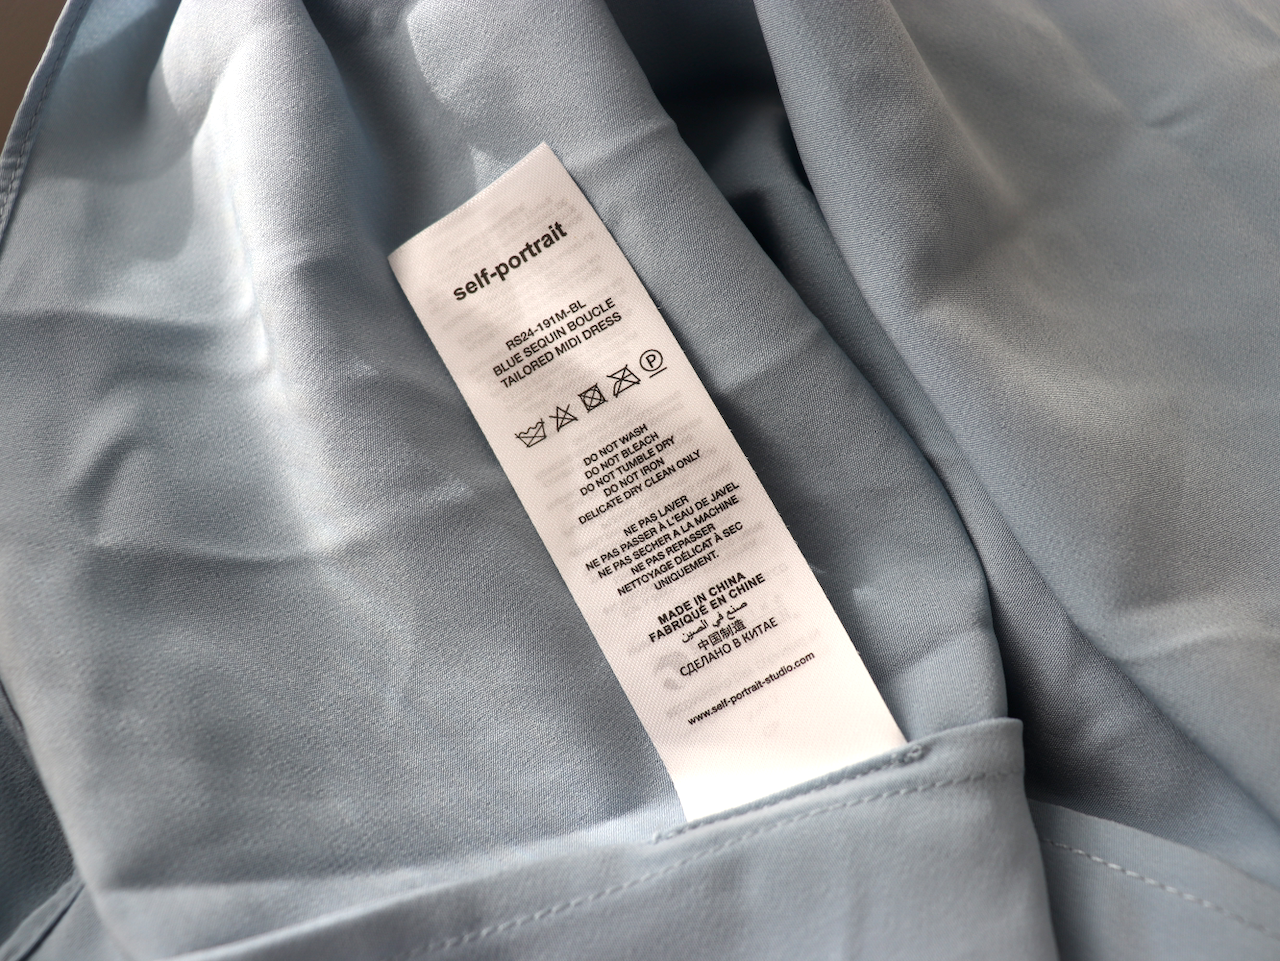 self-portrait
RS24-191M-BL
BLUE SEQUIN BOUCLE
TAILORED MIDI DRESS
P
DO NOT WASH
DO NOT BLEACH
DO NOT TUMBLE DRY
DO NOT IRON
DELICATE DRY CLEAN ONLY
NE PAS LAVER
NE PAS PASSER À L'EAU DE JAVEL
NE PAS SECHER A LA MACHINE
NE PAS REPASSER
NETTOYAGE DÉLICAT À SEC
UNIQUEMENT.
MADE IN CHINA
FABRIQUÉ EN CHINE
صنع في الصين
中国制造
СДЕЛАНО В КИТАЕ
www.self-portrait-studio.com